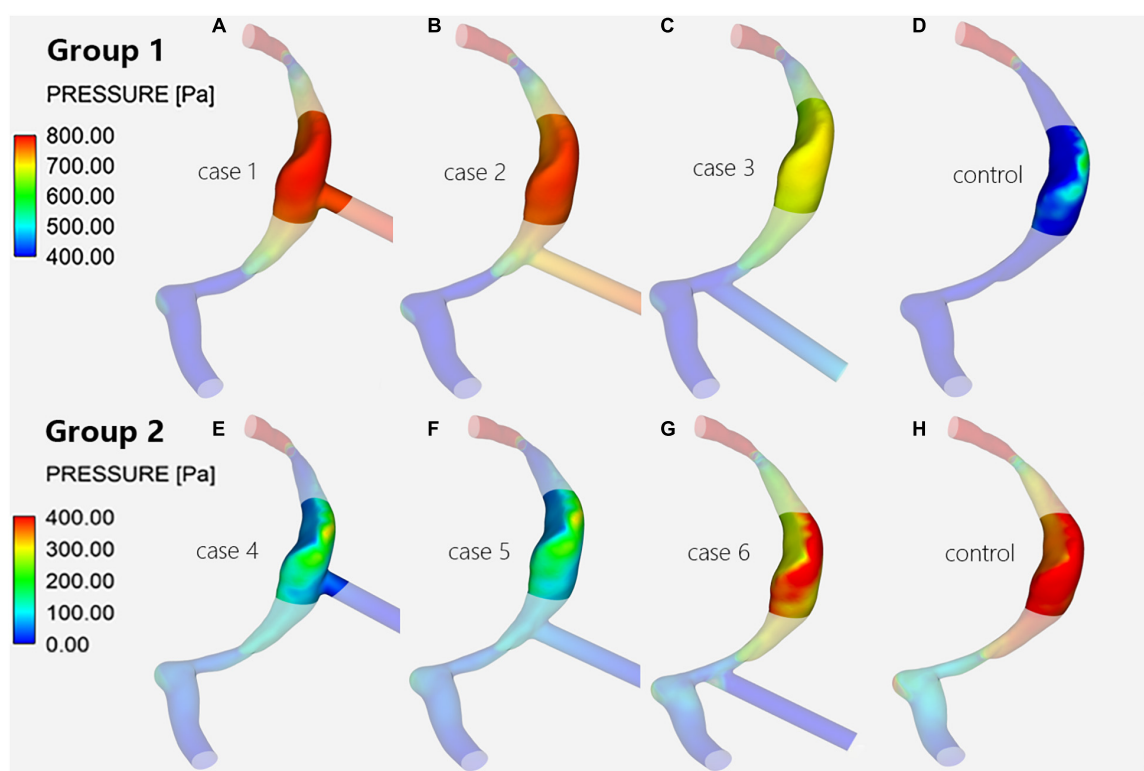 A B C D
Group 1
PRESSURE [Pa]
800.00
700.00
600.00
500.00
400.00
case 1
case 2
case 3
control
Group 2
E F G H
PRESSURE [Pa]
400.00
300.00
200.00
100.00
0.00
case 4
case 5
case 6
control